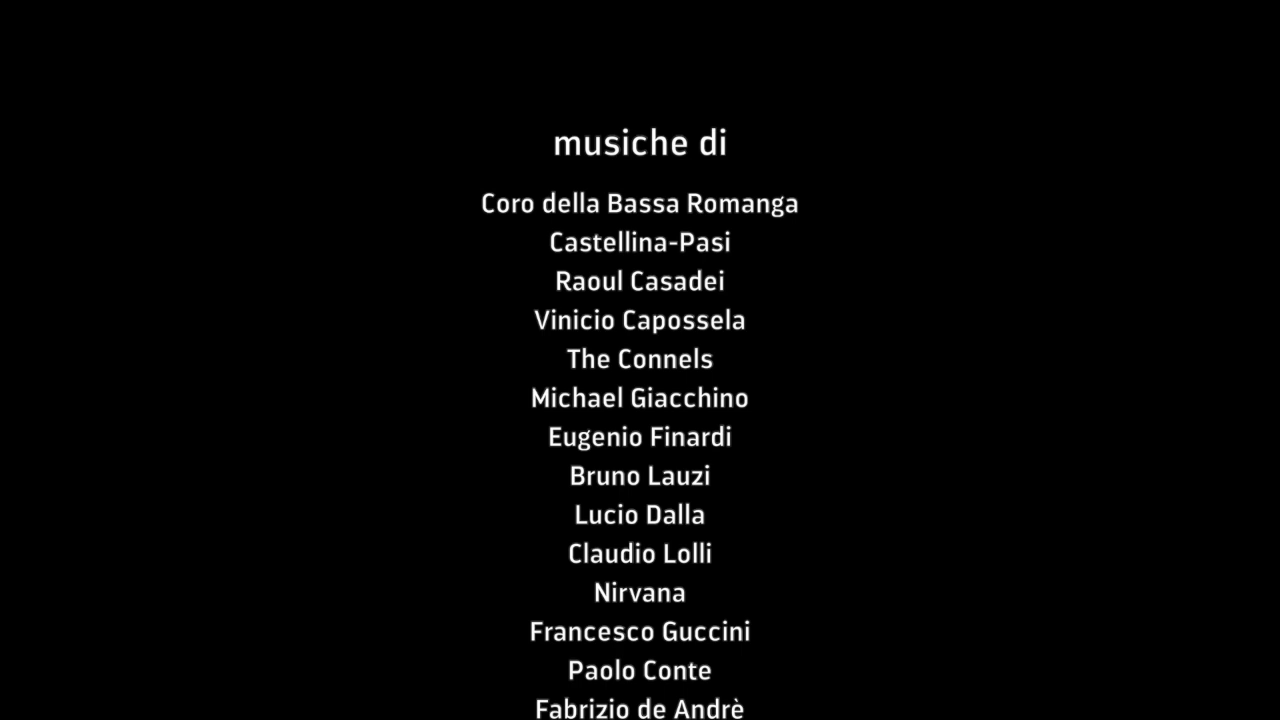 musiche di
Coro della Bassa Romanga
Castellina-Pasi
Raoul Casadei
Vinicio Capossela
The Connels
Michael Giacchino
Eugenio Finardi
Bruno Lauzi
Lucio Dalla
Claudio Lolli
Nirvana
Francesco Guccini
Paolo Conte
Fabrizio de Andrè